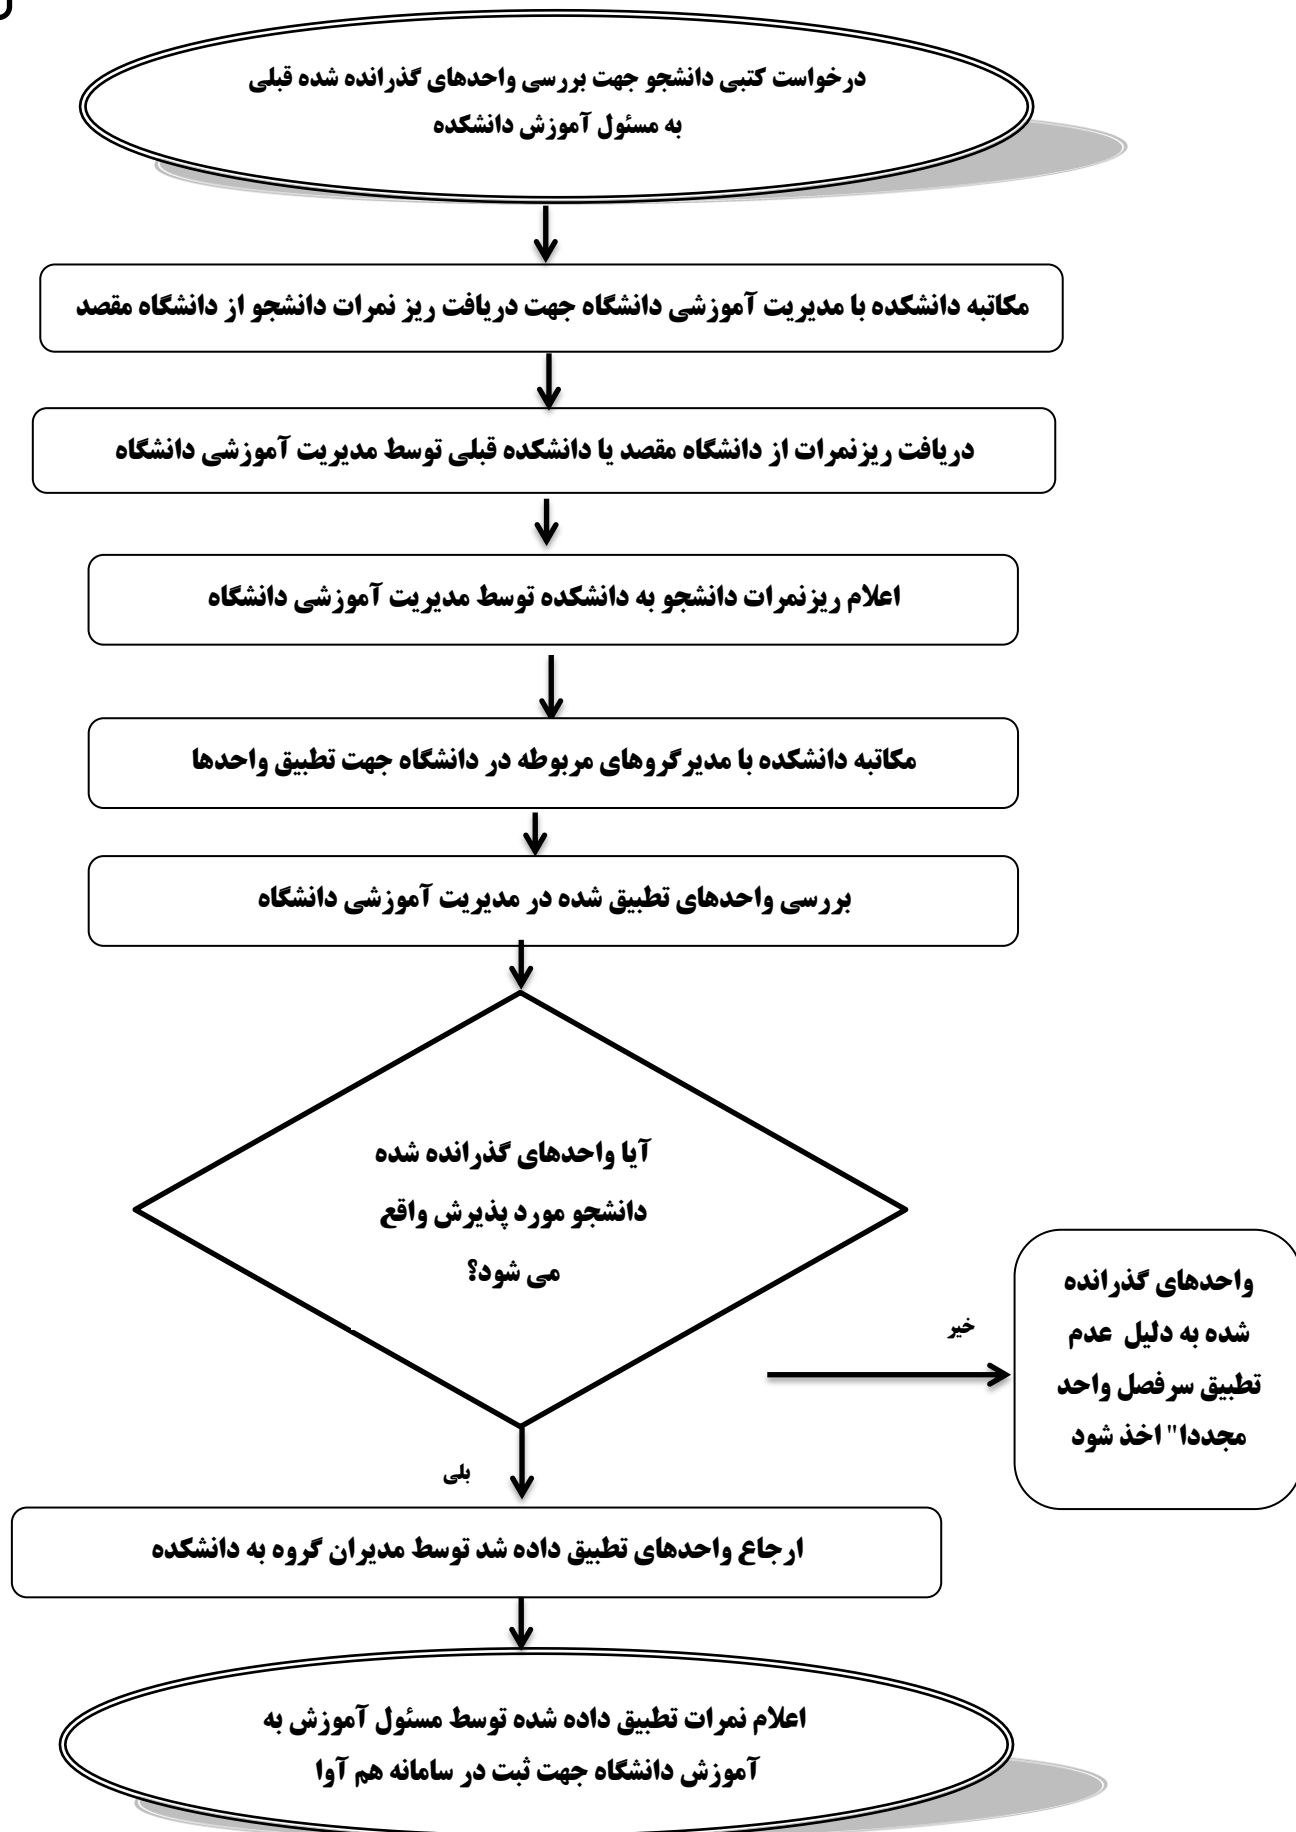 درخواست کتبی دانشجو جهت بررسی واحدهای گذرانده شده قبلی
به مسئول آموزش دانشکده
مکاتبه دانشکده با مدیریت آموزشی دانشگاه جهت دریافت ریز نمرات دانشجو از دانشگاه مقصد
دریافت ریزنمرات از دانشگاه مقصد یا دانشکده قبلی توسط مدیریت آموزشی دانشگاه
اعلام ریزنمرات دانشجو به دانشکده توسط مدیریت آموزشی دانشگاه
مکاتبه دانشکده با مدیرگروهای مربوطه در دانشگاه جهت تطبیق واحدها
بررسی واحدهای تطبیق شده در مدیریت آموزشی دانشگاه
آیا واحدهای گذرانده شده
دانشجو مورد پذیرش واقع
می شود؟
خیر
واحدهای گذرانده
شده به دلیل عدم
تطبیق سرفصل واحد
مجددا" اخذ شود
بلی
ارجاع واحدهای تطبیق داده شد توسط مدیران گروه به دانشکده
اعلام نمرات تطبیق داده شده توسط مسئول آموزش به
آموزش دانشگاه جهت ثبت در سامانه هم آوا